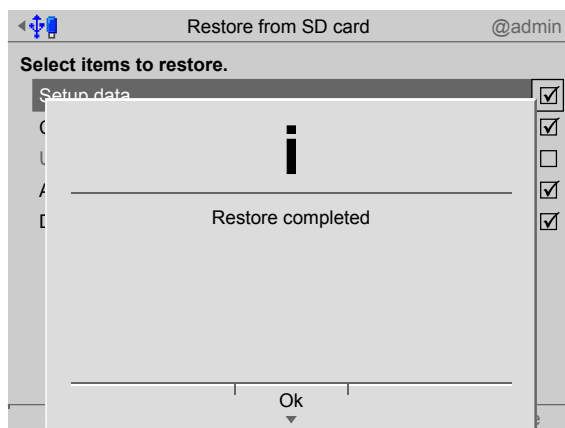 Restore from SD card @admin
Select items to restore.
Setup data
i
Restore completed
Ok